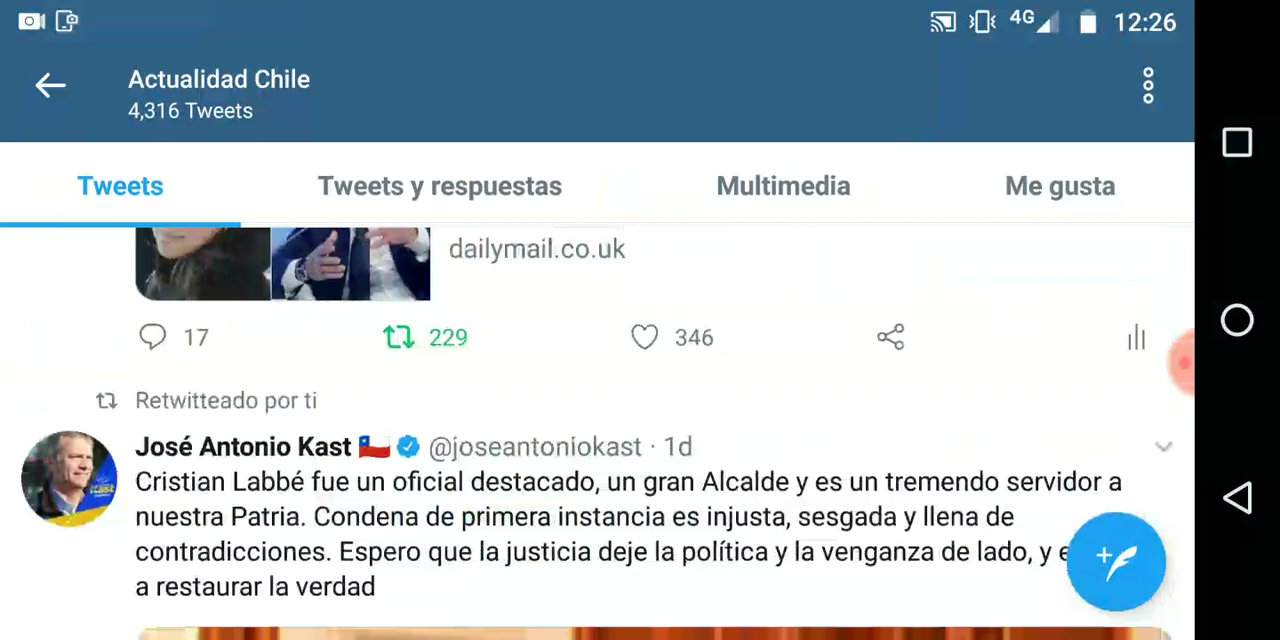 4G 12:26
Actualidad Chile
4,316 Tweets
Tweets Tweets y respuestas Multimedia Me gusta
dailymail.co.uk
17 229 346
Retwitteado por ti
José Antonio Kast @joseantoniokast · 1d
Cristian Labbé fue un oficial destacado, un gran Alcalde y es un tremendo servidor a
nuestra Patria. Condena de primera instancia es injusta, sesgada y llena de
contradicciones. Espero que la justicia deje la política y la venganza de lado, y
a restaurar la verdad